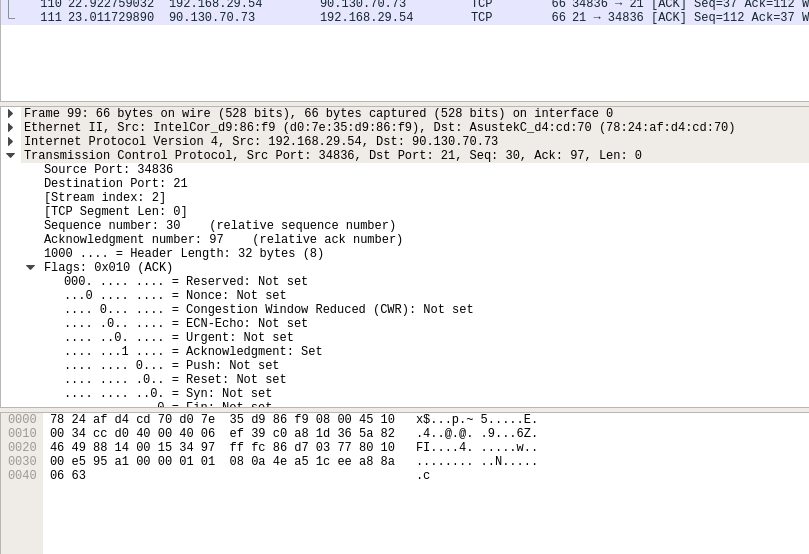 110 22.922759032 192.168.29.54 90.130.70.73 TCP 66 34836 → 21 [ACK] Seq=37 Ack=112 W
111 23.011729890 90.130.70.73 192.168.29.54 TCP 66 21 → 34836 [ACK] Seq=112 Ack=37 W
Frame 99: 66 bytes on wire (528 bits), 66 bytes captured (528 bits) on interface 0
Ethernet II, Src: IntelCor_d9:86:f9 (d0:7e:35:d9:86:f9), Dst: AsustekC_d4:cd:70 (78:24:af:d4:cd:70)
Internet Protocol Version 4, Src: 192.168.29.54, Dst: 90.130.70.73
Transmission Control Protocol, Src Port: 34836, Dst Port: 21, Seq: 30, Ack: 97, Len: 0
Source Port: 34836
Destination Port: 21
[Stream index: 2]
[TCP Segment Len: 0]
Sequence number: 30 (relative sequence number)
Acknowledgment number: 97 (relative ack number)
1000 .... = Header Length: 32 bytes (8)
Flags: 0x010 (ACK)
000. .... .... = Reserved: Not set
...0 .... .... = Nonce: Not set
.... 0... .... = Congestion Window Reduced (CWR): Not set
.... .0.. .... = ECN-Echo: Not set
.... ..0. .... = Urgent: Not set
.... ...1 .... = Acknowledgment: Set
.... .... 0... = Push: Not set
.... .... .0.. = Reset: Not set
.... .... ..0. = Syn: Not set
.... .... ...0 = Fin: Not set
0000 78 24 af d4 cd 70 d0 7e 35 d9 86 f9 08 00 45 10 x$...p.~ 5.....E.
0010 00 34 cc d0 40 00 40 06 ef 39 c0 a8 1d 36 5a 82 .4..@.@. .9...6Z.
0020 46 49 88 14 00 15 34 97 ff fc 86 d7 03 77 80 10 FI....4. .....w..
0030 00 e5 95 a1 00 00 01 01 08 0a 4e a5 1c ee a8 8a ........ ..N.....
0040 06 63 .c